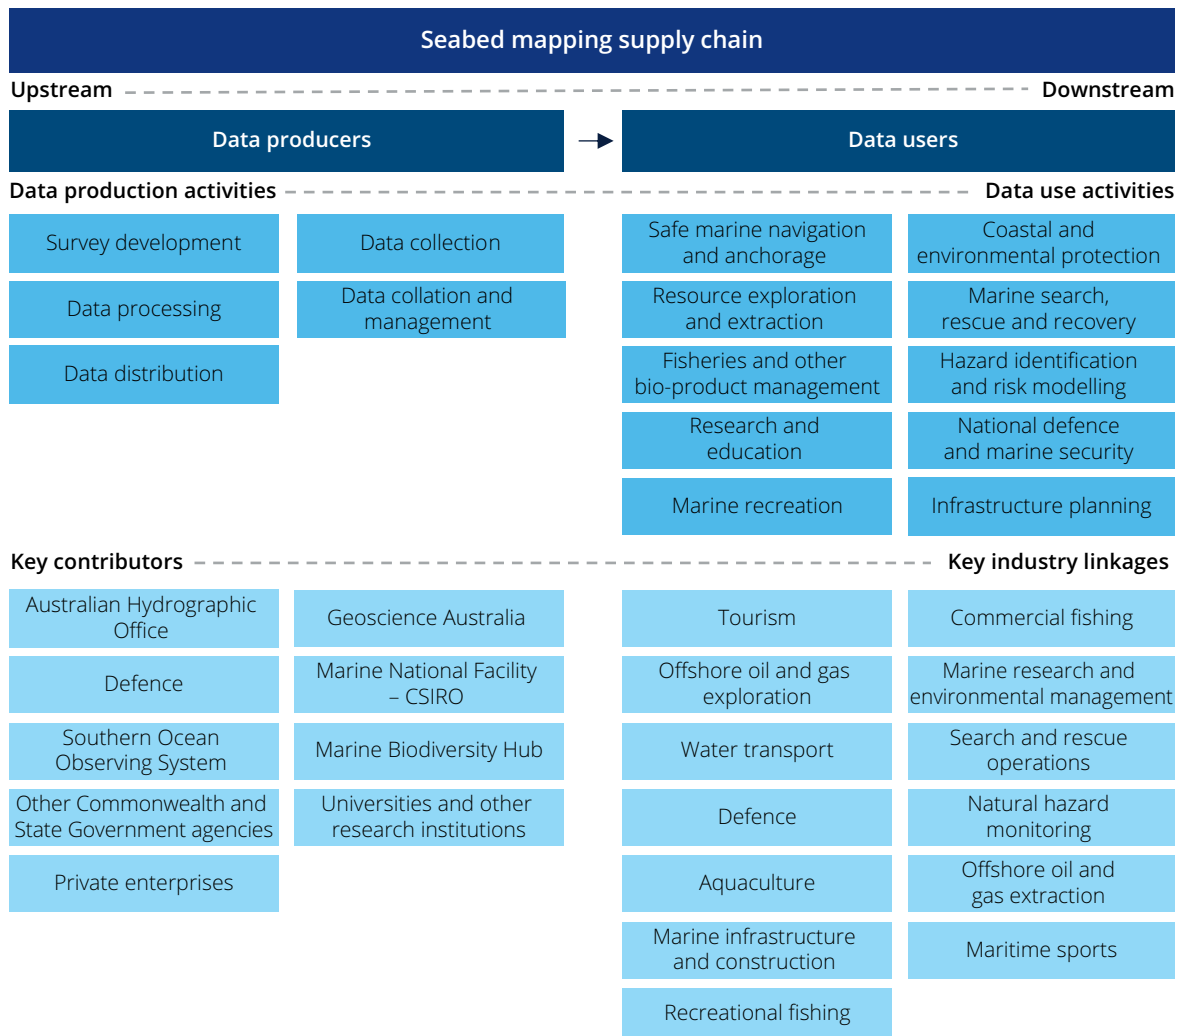 Seabed mapping supply chain
Upstream
Downstream
Data producers
Data users
Data production activities
Data use activities
Survey development
Data collection
Data processing
Data collation and
management
Data distribution
Safe marine navigation
and anchorage
Coastal and
environmental protection
Resource exploration
and extraction
Marine search,
rescue and recovery
Fisheries and other
bio-product management
Hazard identification
and risk modelling
Research and
education
National defence
and marine security
Marine recreation
Infrastructure planning
Key contributors
Key industry linkages
Australian Hydrographic
Office
Geoscience Australia
Defence
Marine National Facility
– CSIRO
Southern Ocean
Observing System
Marine Biodiversity Hub
Other Commonwealth and
State Government agencies
Universities and other
research institutions
Private enterprises
Tourism
Commercial fishing
Offshore oil and gas
exploration
Marine research and
environmental management
Water transport
Search and rescue
operations
Defence
Natural hazard
monitoring
Aquaculture
Offshore oil and
gas extraction
Marine infrastructure
and construction
Maritime sports
Recreational fishing